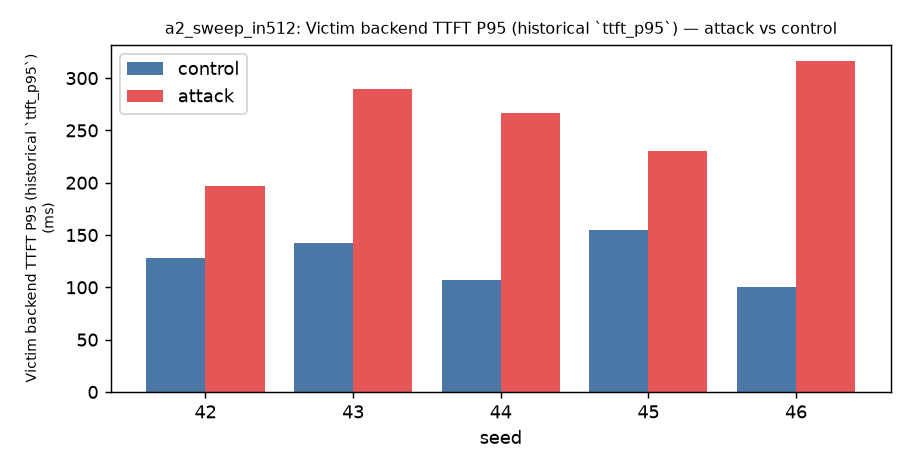 a2_sweep_in512: Victim backend TTFT P95 (historical `ttft_p95`) — attack vs control
control
attack
Victim backend TTFT P95 (historical `ttft_p95`)
(ms)
300
250
200
150
100
50
0
42 43 44 45 46
seed